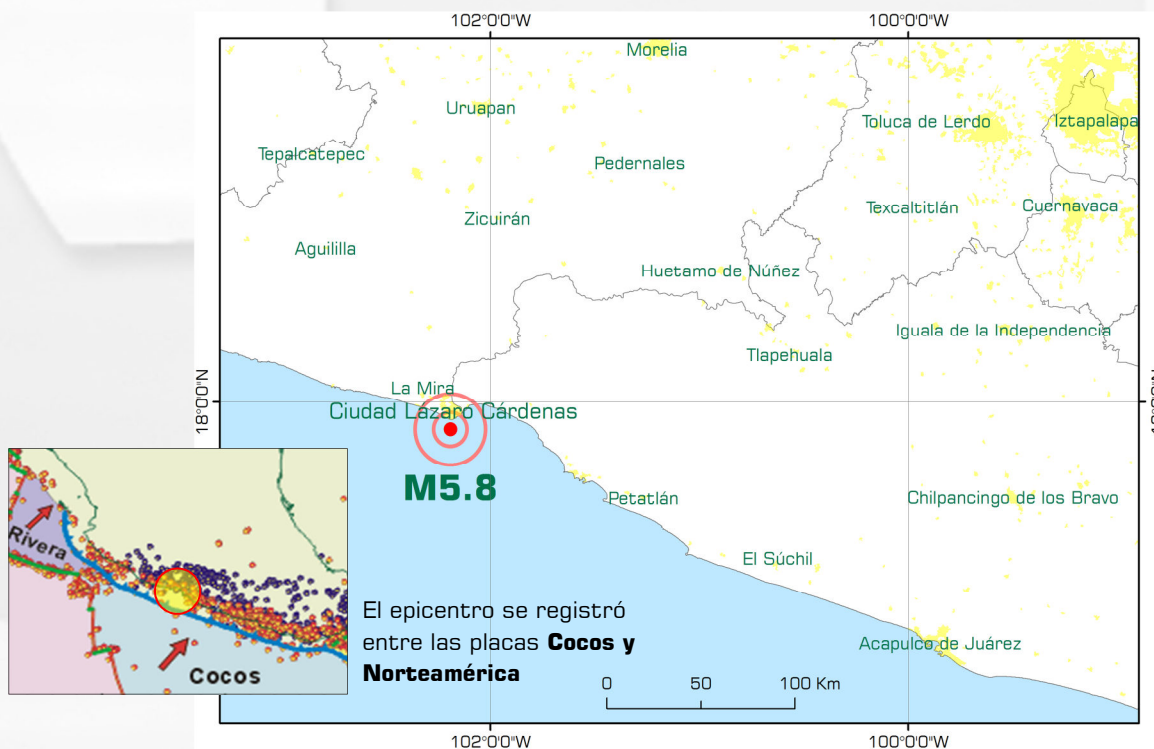 102°0'0"W
100°0'0"W
Morelia
Uruapan
Toluca de Lerdo
Iztapalapa
Tepalcatepec
Pedernales
Zicuirán
Texcaltitlán
Cuernavaca
Aguililla
Huetamo de Núñez
Iguala de la Independencia
Tlapehuala
La Mira
18°0'0"N
Ciudad Lázaro Cárdenas
M5.8
Petatlán
Chilpancingo de los Bravo
El Súchil
Rivera
Cocos
El epicentro se registró
entre las placas Cocos y
Norteamérica
Acapulco de Juárez
0 50 100 Km
102°0'0"W
100°0'0"W